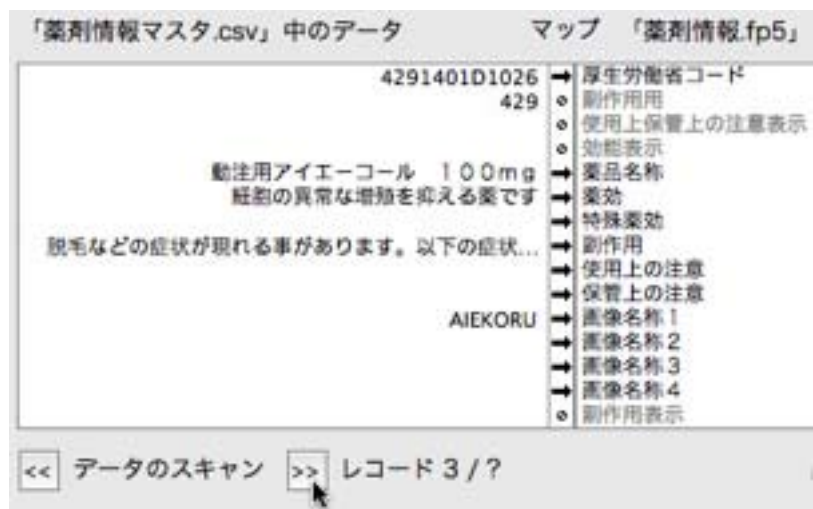 「薬剤情報マスタ.csv」中のデータ マップ 「薬剤情報.fp5」
4291401D1026 ➡ 厚生労働省コード
429 副作用用
使用上保管上の注意表示
効能表示
動注用アイエーコール 100mg ➡ 薬品名称
細胞の異常な増殖を抑える薬です ➡ 薬効
➡ 特殊薬効
脱毛などの症状が現れる事があります。以下の症状... ➡ 副作用
➡ 使用上の注意
➡ 保管上の注意
AIEKORU ➡ 画像名称1
➡ 画像名称2
➡ 画像名称3
➡ 画像名称4
副作用表示
<< データのスキャン >> レコード 3 / ?